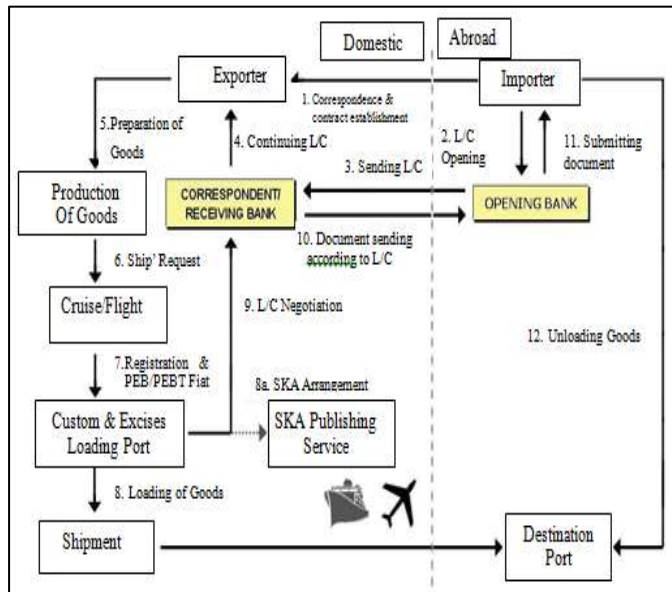 Domestic
Abroad
Exporter
Importer
1. Correspondence &
contract establishment
5.Preparation of
Goods
4. Continuing L/C
2. L/C
Opening
11. Submitting
document
3. Sending L/C
Production
Of Goods
CORRESPONDENT/
RECEIVING BANK
OPENING BANK
10. Document sending
according to L/C
6. Ship' Request
Cruise/Flight
9. L/C Negotiation
12. Unloading Goods
7.Registration &
PEB/PEBT Fiat
8a. SKA Arrangement
Custom & Excises
Loading Port
SKA Publishing
Service
8. Loading of Goods
Shipment
Destination
Port